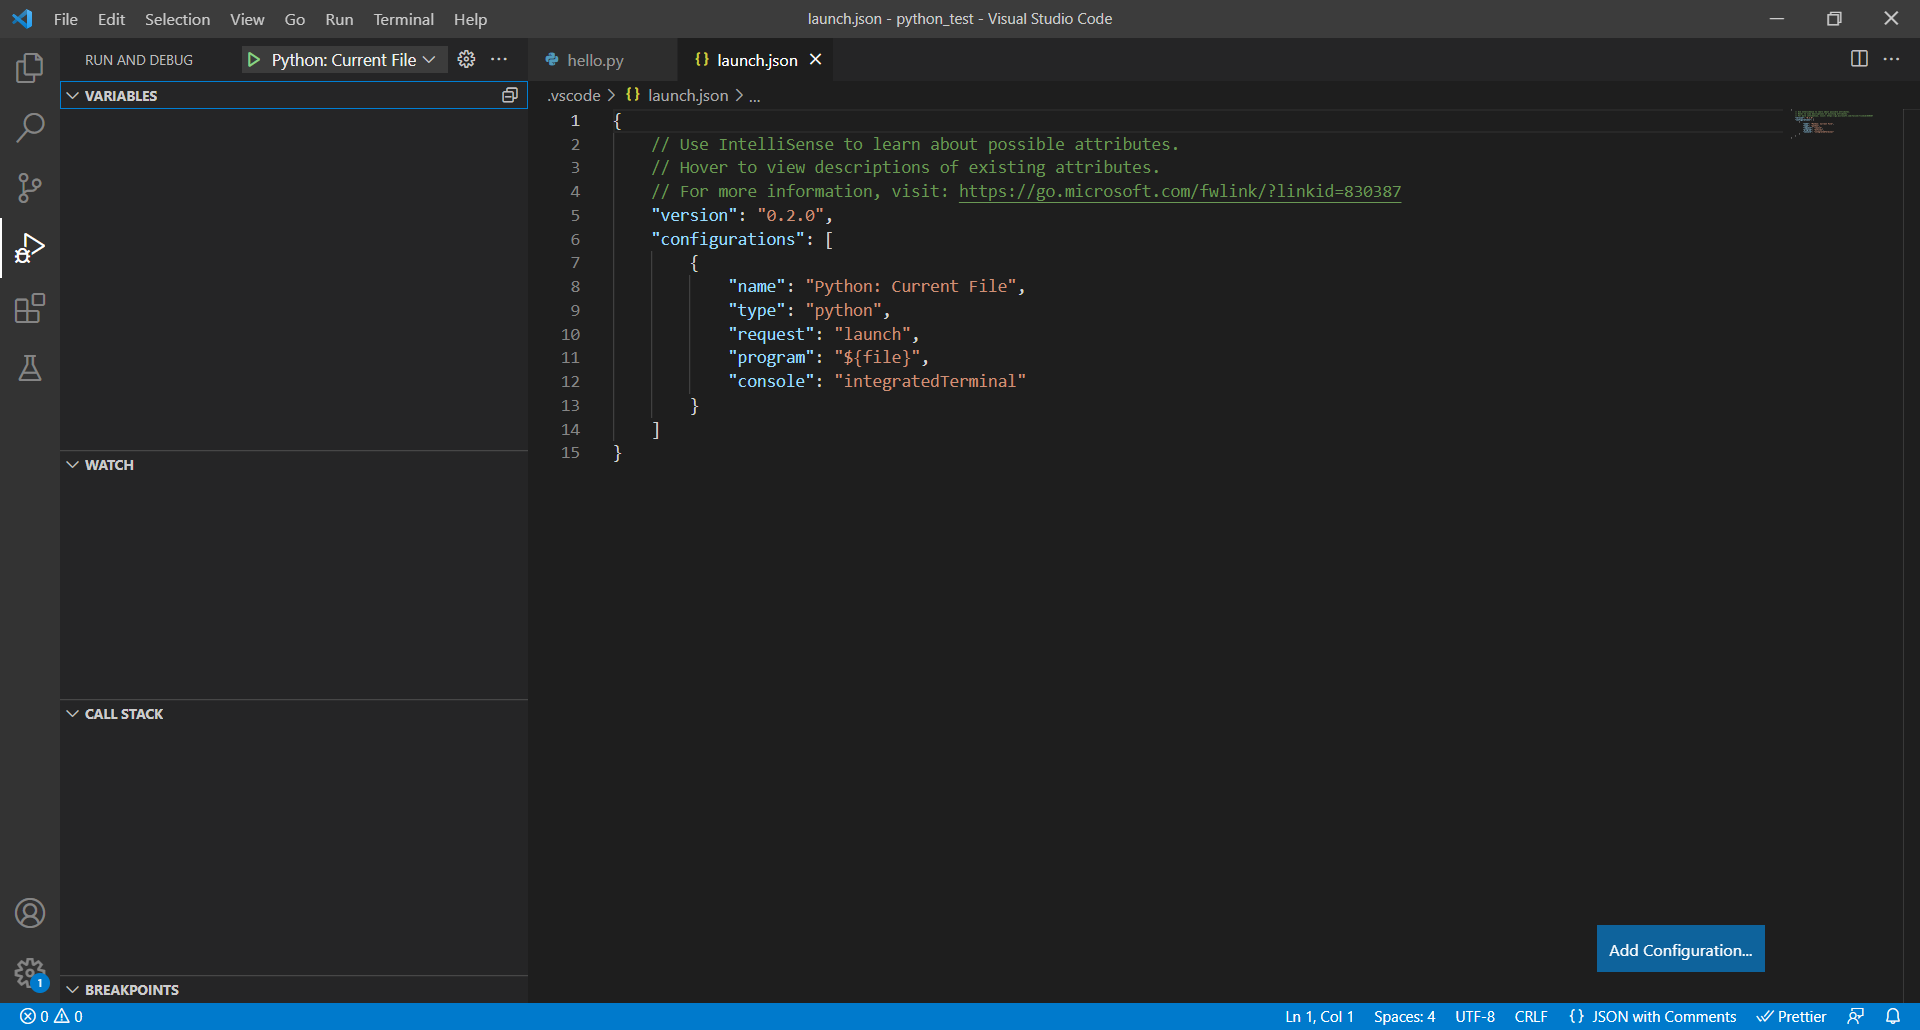 File Edit Selection View Go Run Terminal Help
launch.json - python_test - Visual Studio Code
RUN AND DEBUG
Python: Current File
hello.py
{} launch.json
VARIABLES
.vscode > {} launch.json > ...
1 {
2 // Use IntelliSense to learn about possible attributes.
3 // Hover to view descriptions of existing attributes.
4 // For more information, visit: https://go.microsoft.com/fwlink/?linkid=830387
5 "version": "0.2.0",
6 "configurations": [
7 {
8 "name": "Python: Current File",
9 "type": "python",
10 "request": "launch",
11 "program": "${file}",
12 "console": "integratedTerminal"
13 }
14 ]
15 }
WATCH
CALL STACK
Add Configuration...
1
BREAKPOINTS
0 0
Ln 1, Col 1 Spaces: 4 UTF-8 CRLF {} JSON with Comments Prettier